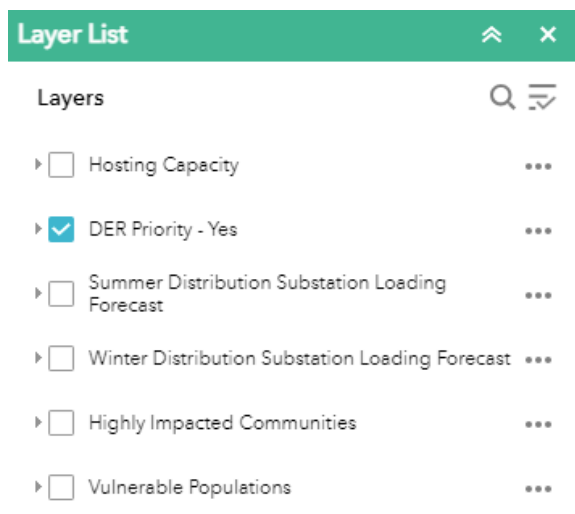 Layer List
Layers
Hosting Capacity
DER Priority - Yes
Summer Distribution Substation Loading
Forecast
Winter Distribution Substation Loading Forecast
Highly Impacted Communities
Vulnerable Populations